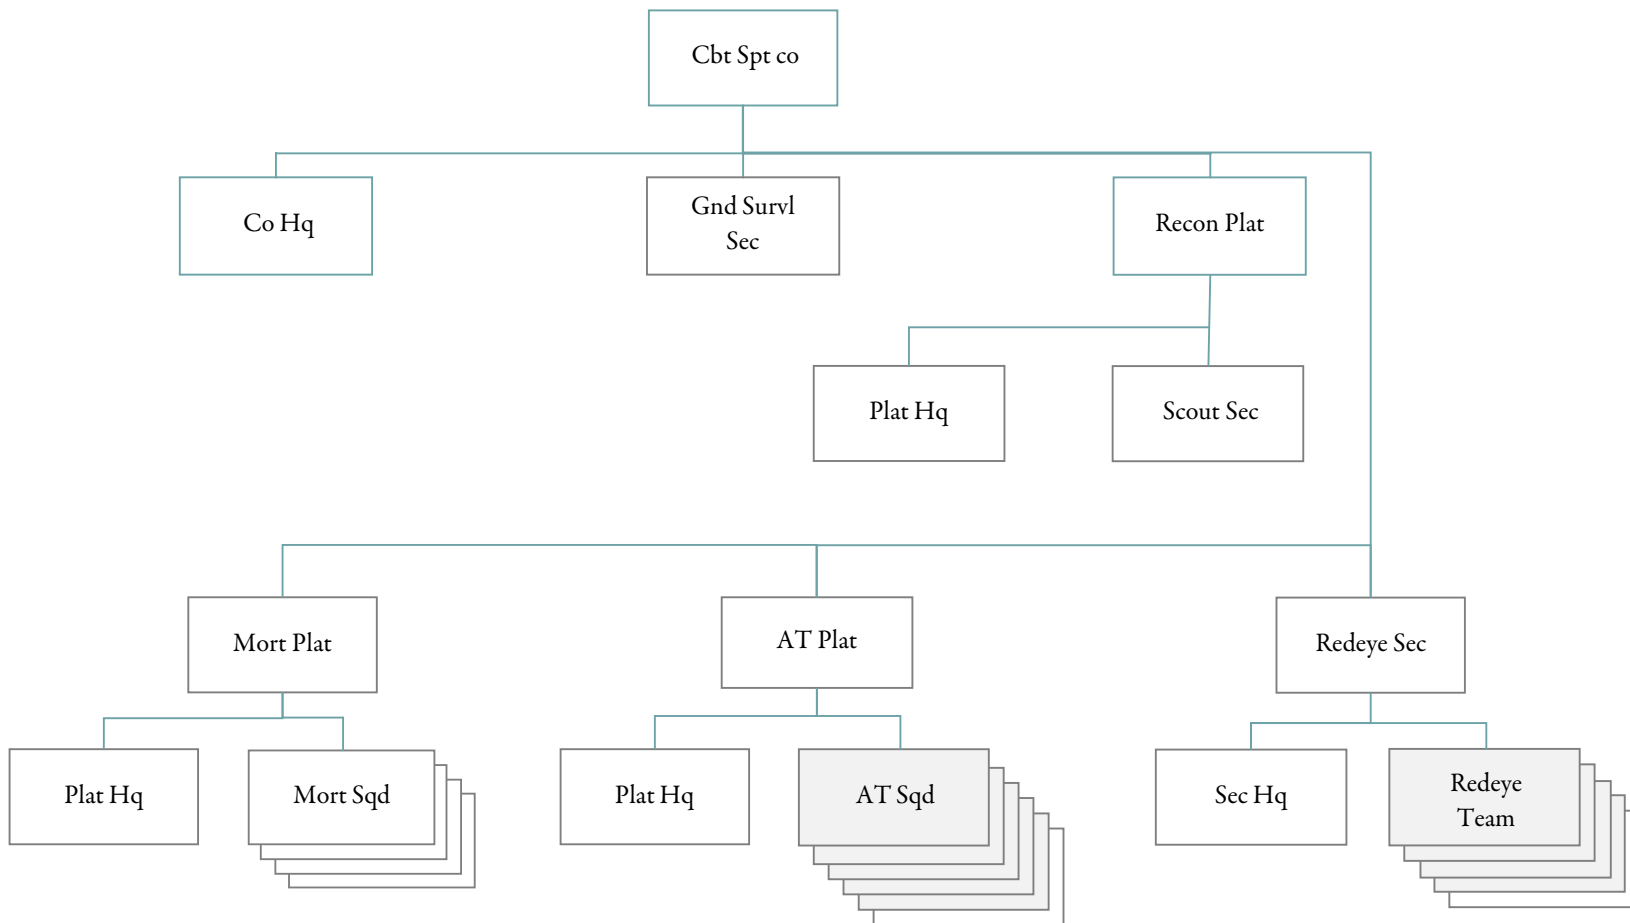 Cbt Spt co
Co Hq
Gnd Survl
Sec
Recon Plat
Plat Hq
Scout Sec
Mort Plat
AT Plat
Redeye Sec
Plat Hq
Mort Sqd
Plat Hq
AT Sqd
Sec Hq
Redeye
Team